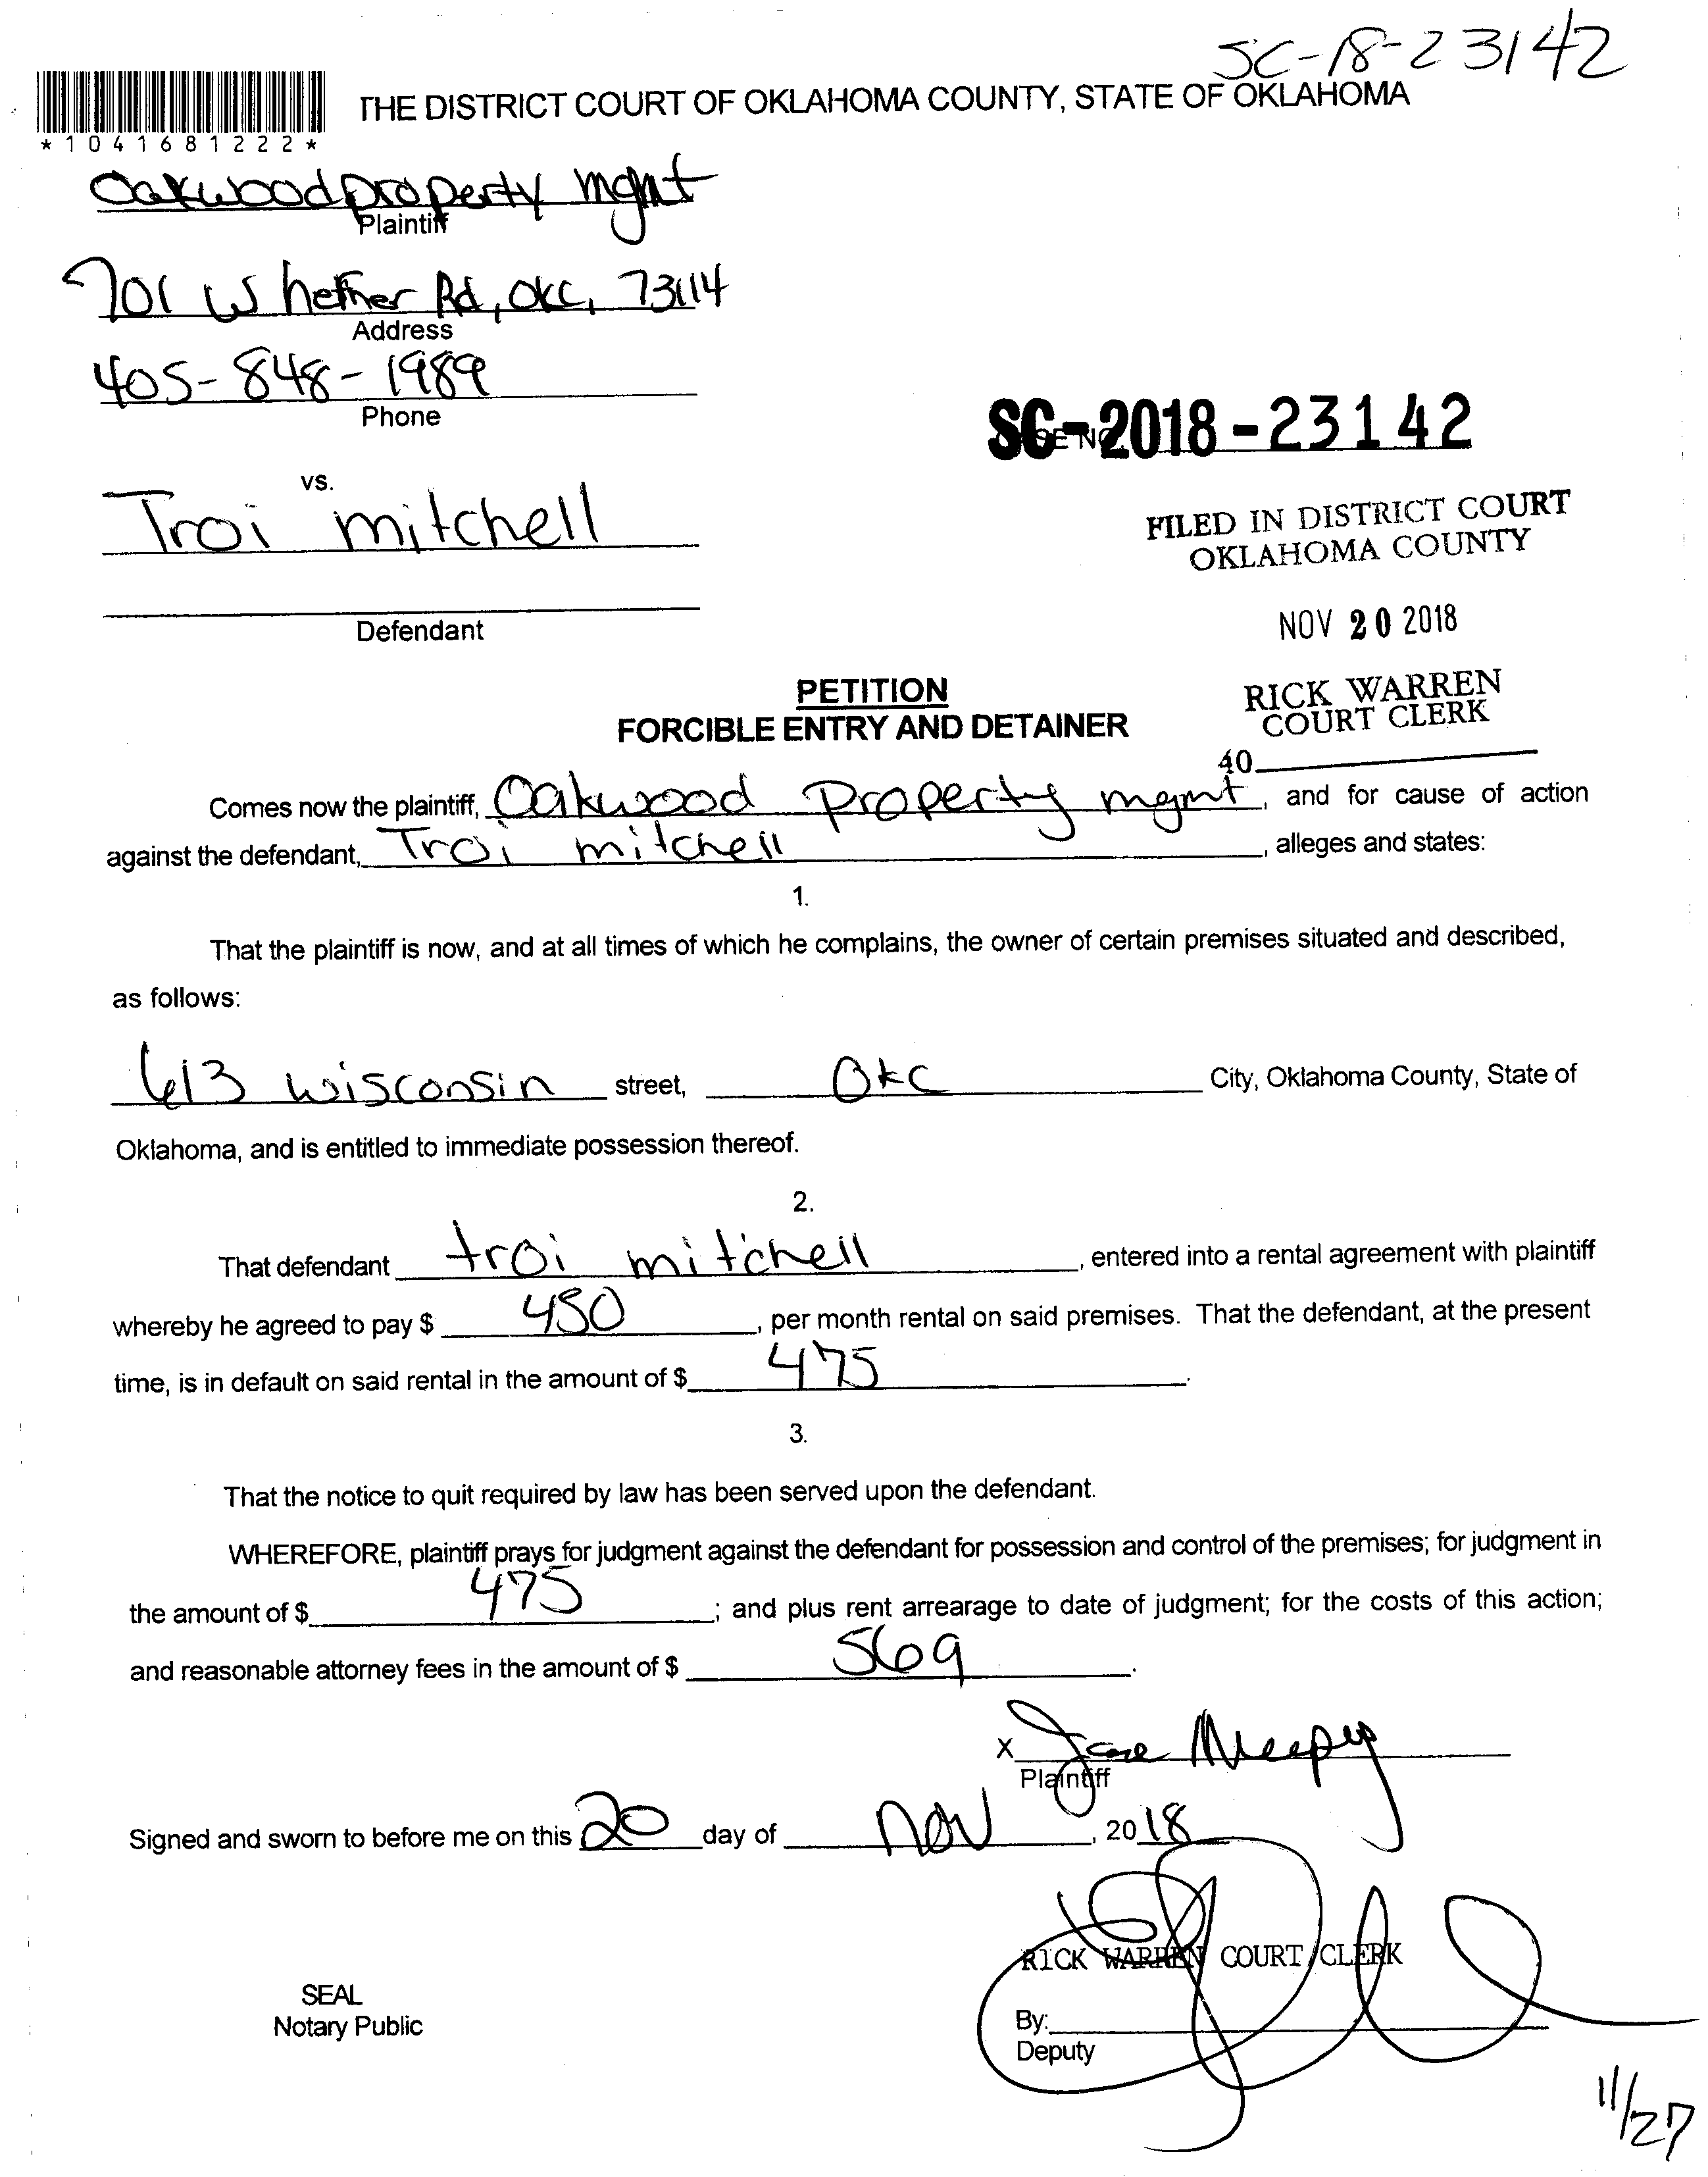 SC-18-23142
THE DISTRICT COURT OF OKLAHOMA COUNTY, STATE OF OKLAHOMA
*1041681222*
Oakwood property mgmt
Plaintiff
701 W hefner Rd, OKC, 73114
Address
405-848-1989
Phone
SC-2018-23142
vs.
Troi mitchell
FILED IN DISTRICT COURT
OKLAHOMA COUNTY
Defendant
NOV 20 2018
PETITION
FORCIBLE ENTRY AND DETAINER
RICK WARREN
COURT CLERK
40
Comes now the plaintiff, Oakwood Property mgmt, and for cause of action
against the defendant, Troi mitchell, alleges and states:
1.
That the plaintiff is now, and at all times of which he complains, the owner of certain premises situated and described,
as follows:
613 wisconsin street, OKC City, Oklahoma County, State of
Oklahoma, and is entitled to immediate possession thereof.
2.
That defendant troi mitchell, entered into a rental agreement with plaintiff
whereby he agreed to pay $ 450, per month rental on said premises. That the defendant, at the present
time, is in default on said rental in the amount of $ 475.
3.
That the notice to quit required by law has been served upon the defendant.
WHEREFORE, plaintiff prays for judgment against the defendant for possession and control of the premises; for judgment in
the amount of $ 475; and plus rent arrearage to date of judgment; for the costs of this action;
and reasonable attorney fees in the amount of $ 569.
X
Plaintiff
Signed and sworn to before me on this 20 day of Nov, 2018
RICK WARREN COURT CLERK
SEAL
Notary Public
By:
Deputy
11/27